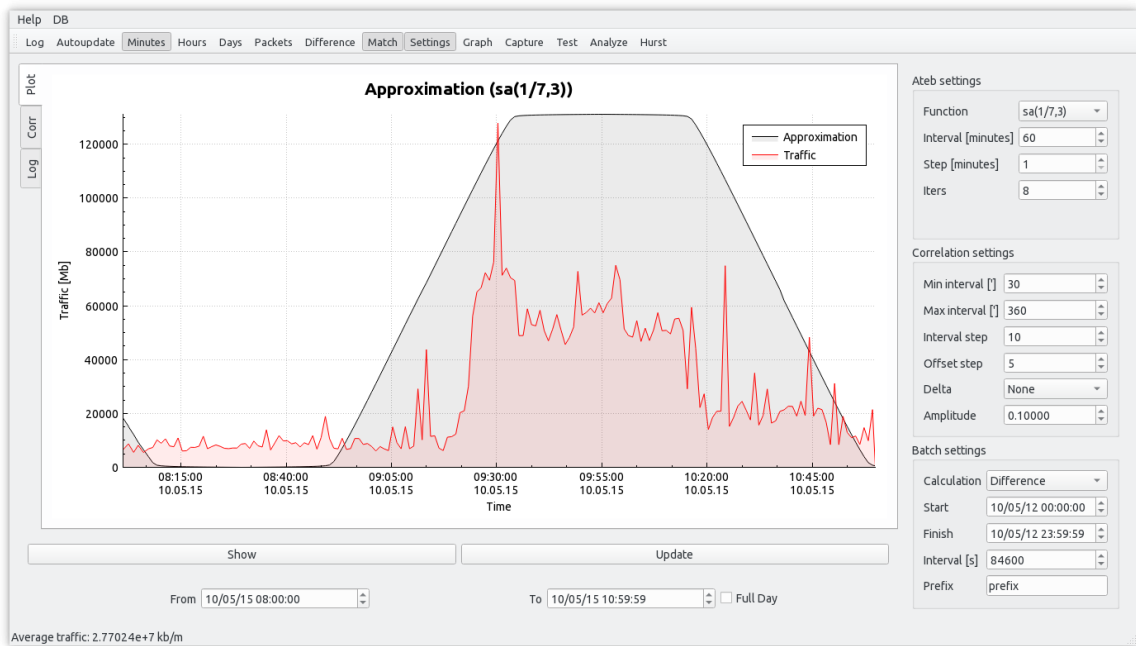 Help DB
Log Autoupdate Minutes Hours Days Packets Difference Match Settings Graph Capture Test Analyze Hurst
Plot
Corr
Log
Approximation (sa(1/7,3))
Approximation
Traffic
Traffic [Mb]
120000
100000
80000
60000
40000
20000
0
08:15:00 08:40:00 09:05:00 09:30:00 09:55:00 10:20:00 10:45:00
10.05.15 10.05.15 10.05.15 10.05.15 10.05.15 10.05.15 10.05.15
Time
Show Update
From 10/05/15 08:00:00 To 10/05/15 10:59:59 Full Day
Average traffic: 2.77024e+7 kb/m
Ateb settings
Function sa(1/7,3)
Interval [minutes] 60
Step [minutes] 1
Iters 8
Correlation settings
Min interval ['] 30
Max interval ['] 360
Interval step 10
Offset step 5
Delta None
Amplitude 0.10000
Batch settings
Calculation Difference
Start 10/05/12 00:00:00
Finish 10/05/12 23:59:59
Interval [s] 84600
Prefix prefix